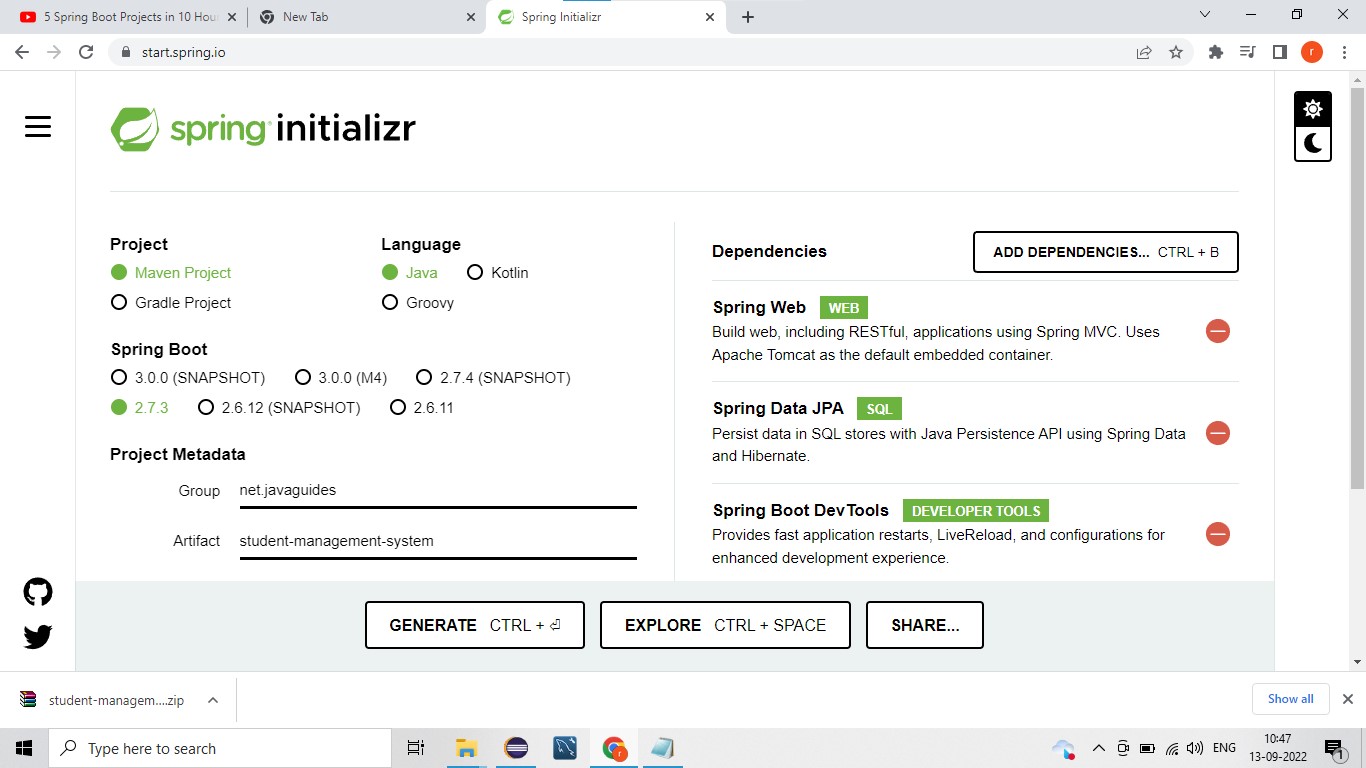 5 Spring Boot Projects in 10 Hou
New Tab
Spring Initializr
start.spring.io
r
spring initializr
Project
Maven Project
Gradle Project
Language
Java
Kotlin
Groovy
Spring Boot
3.0.0 (SNAPSHOT)
3.0.0 (M4)
2.7.4 (SNAPSHOT)
2.7.3
2.6.12 (SNAPSHOT)
2.6.11
Project Metadata
Group
net.javaguides
Artifact
student-management-system
Dependencies
ADD DEPENDENCIES... CTRL + B
Spring Web WEB
Build web, including RESTful, applications using Spring MVC. Uses
Apache Tomcat as the default embedded container.
Spring Data JPA SQL
Persist data in SQL stores with Java Persistence API using Spring Data
and Hibernate.
Spring Boot DevTools DEVELOPER TOOLS
Provides fast application restarts, LiveReload, and configurations for
enhanced development experience.
GENERATE CTRL + ⏎
EXPLORE CTRL + SPACE
SHARE...
student-managem....zip
Show all
Type here to search
r
ENG
10:47
13-09-2022
1